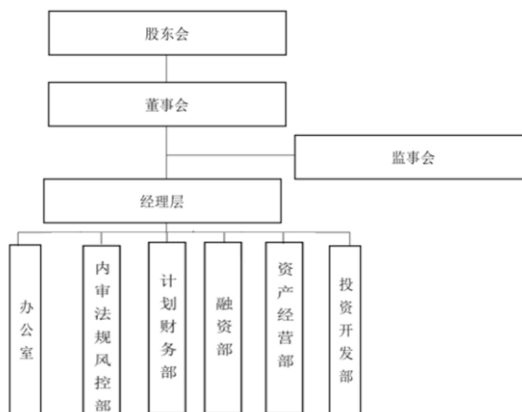 股东会
董事会
监事会
经理层
办公室
内审法规风控部
计划财务部
融资部
资产经营部
投资开发部